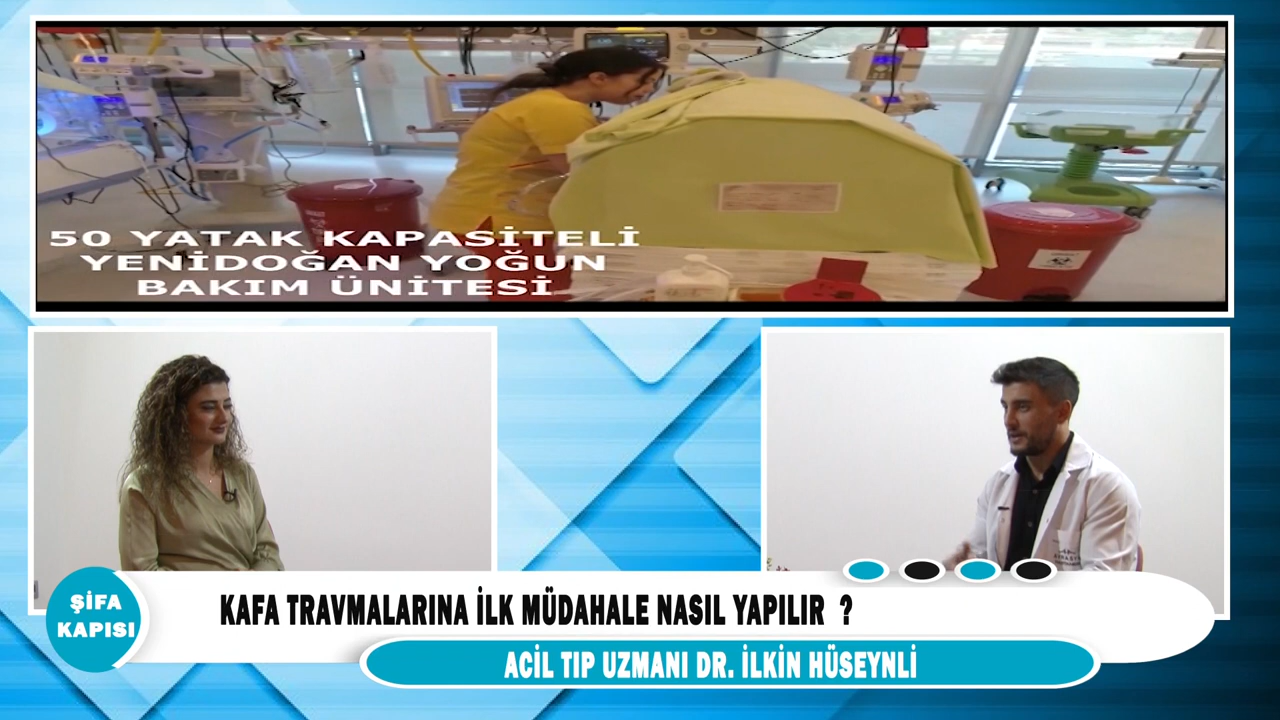 50 YATAK KAPASİTELİ
YENİDOĞAN YOĞUN
BAKIM ÜNİTESİ
ŞİFA
KAPISI
KAFA TRAVMALARINA İLK MÜDAHALE NASIL YAPILIR ?
ACİL TIP UZMANI DR. İLKİN HÜSEYNLİ